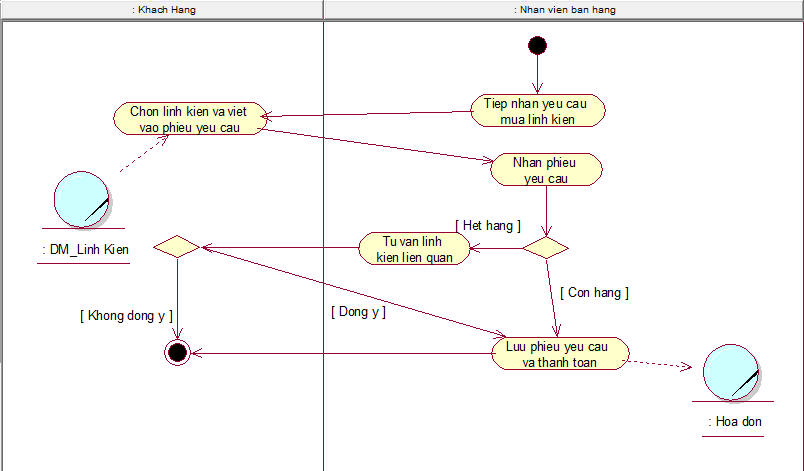 : Khach Hang
: Nhan vien ban hang
Tiep nhan yeu cau
mua linh kien
Chon linh kien va viet
vao phieu yeu cau
Nhan phieu
yeu cau
: DM_Linh Kien
[ Het hang ]
Tu van linh
kien lien quan
[ Con hang ]
[ Khong dong y ]
[ Dong y ]
Luu phieu yeu cau
va thanh toan
: Hoa don